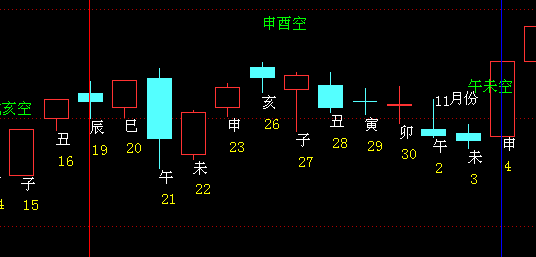 申酉空
戌亥空
午未空
11月份
子
15
丑
16
辰
19
巳
20
午
21
未
22
申
23
亥
26
子
27
丑
28
寅
29
卯
30
午
2
未
3
申
4